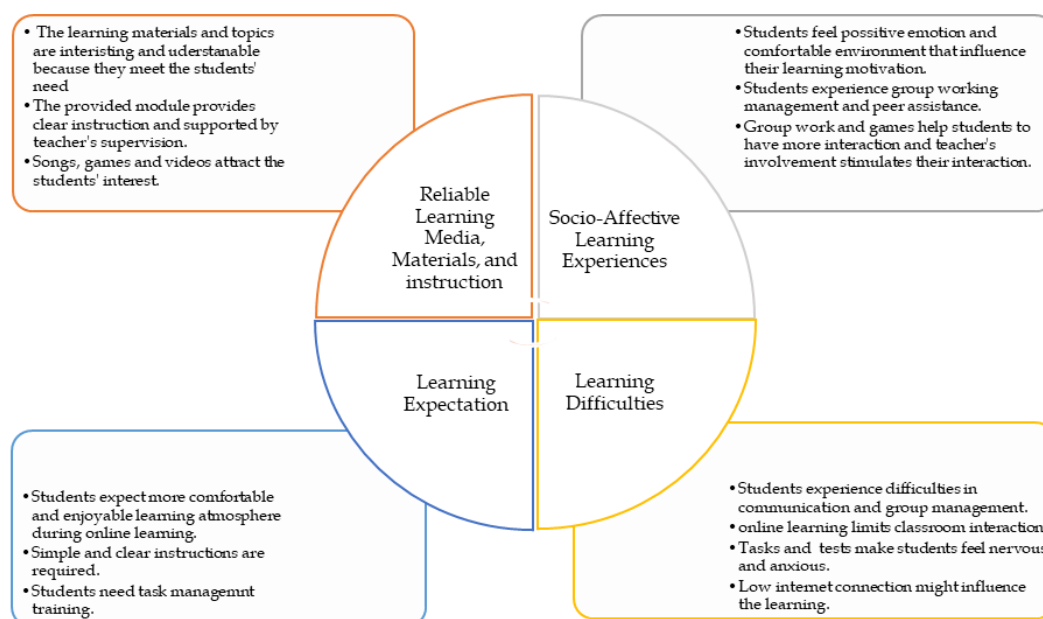 • The learning materials and topics
are interisting and uderstanable
because they meet the students'
need
• The provided module provides
clear instruction and supported by
teacher's supervision.
• Songs, games and videos attract the
students' interest.
• Students feel possitive emotion and
comfortable environment that influence
their learning motivation.
• Students experience group working
management and peer assistance.
• Group work and games help students to
have more interaction and teacher's
involvement stimulates their interaction.
Reliable
Learning
Media,
Materials, and
instruction
Socio-Affective
Learning
Experiences
Learning
Expectation
Learning
Difficulties
• Students expect more comfortable
and enjoyable learning atmosphere
during online learning.
• Simple and clear instructions are
required.
• Students need task managemnt
training.
• Students experience difficulties in
communication and group management.
• online learning limits classroom interaction
• Tasks and tests make students feel nervous
and anxious.
• Low internet connection might influence
the learning.